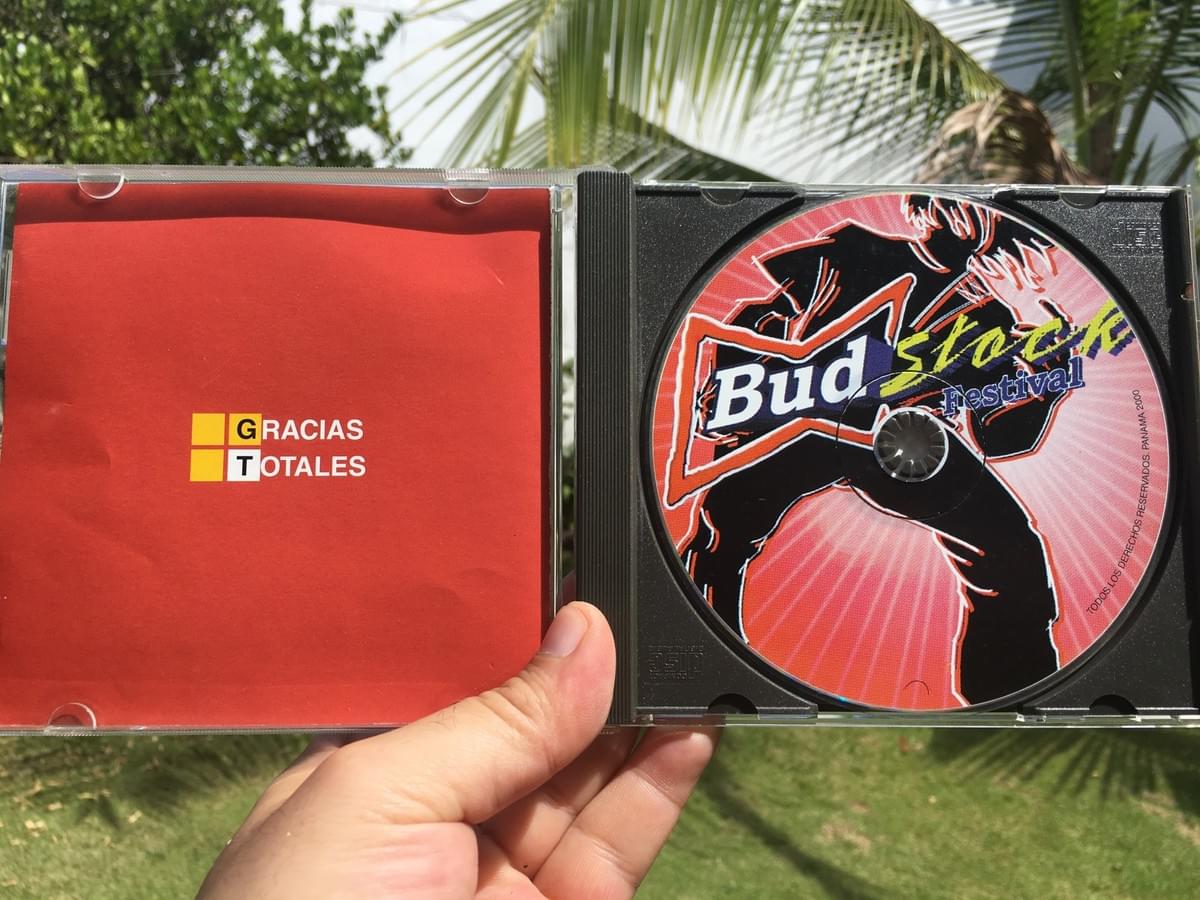 GRACIAS
TOTALES
Bud stock
Festival
TODOS LOS DERECHOS RESERVADOS. PANAMA 2000